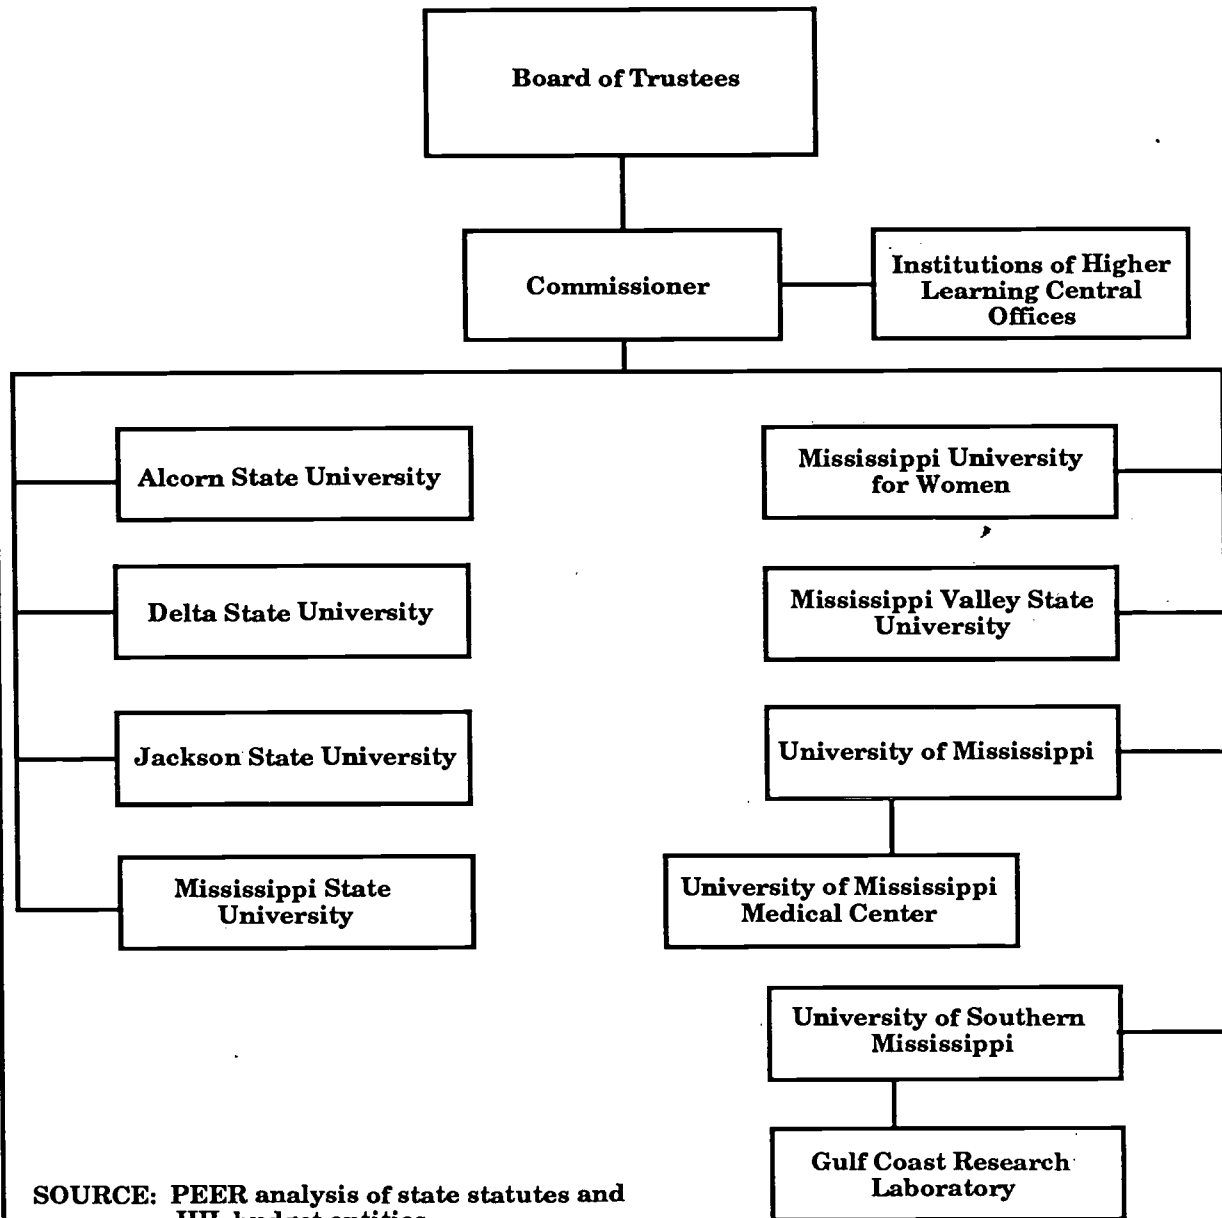 Board of Trustees
Commissioner
Institutions of Higher
Learning Central
Offices
Alcorn State University
Delta State University
Jackson State University
Mississippi State
University
Mississippi University
for Women
Mississippi Valley State
University
University of Mississippi
University of Mississippi
Medical Center
University of Southern
Mississippi
Gulf Coast Research
Laboratory
SOURCE: PEER analysis of state statutes and
budget entities